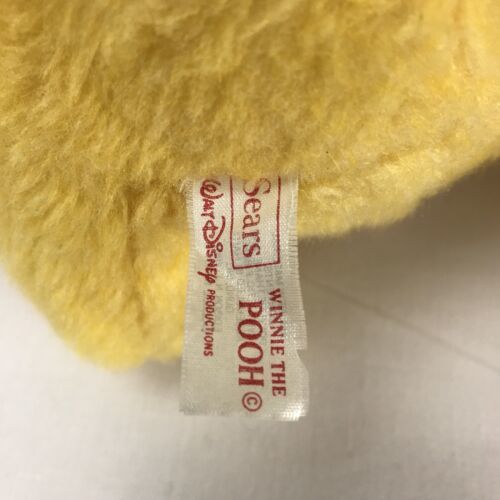 Sears
WINNIE THE
POOH ©
WALT DISNEY
PRODUCTIONS